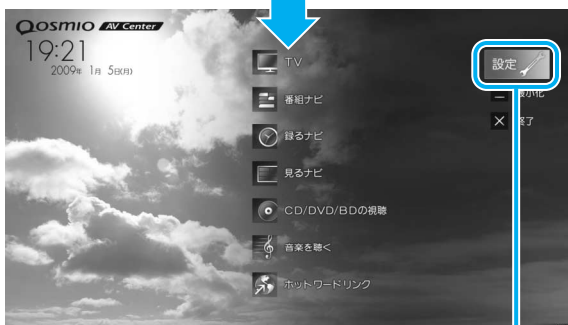 Qosmio AV Center
19:21
2009年 1月 5日(月)
TV
番組ナビ
録るナビ
見るナビ
CD/DVD/BDの視聴
音楽を聴く
ホットワードリンク
設定
最小化
終了